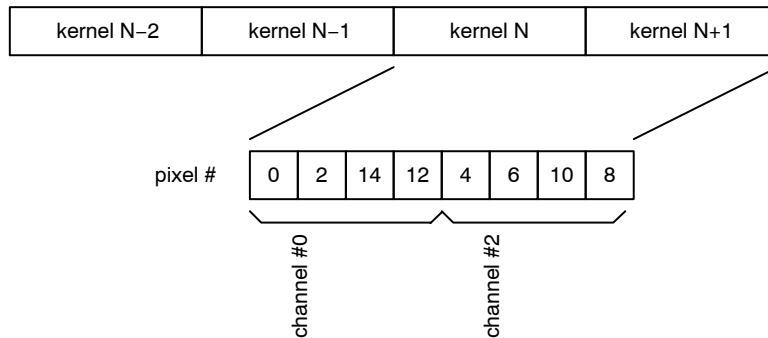 kernel N−2 kernel N−1 kernel N kernel N+1
pixel # 0 2 14 12 4 6 10 8
channel #0 channel #2